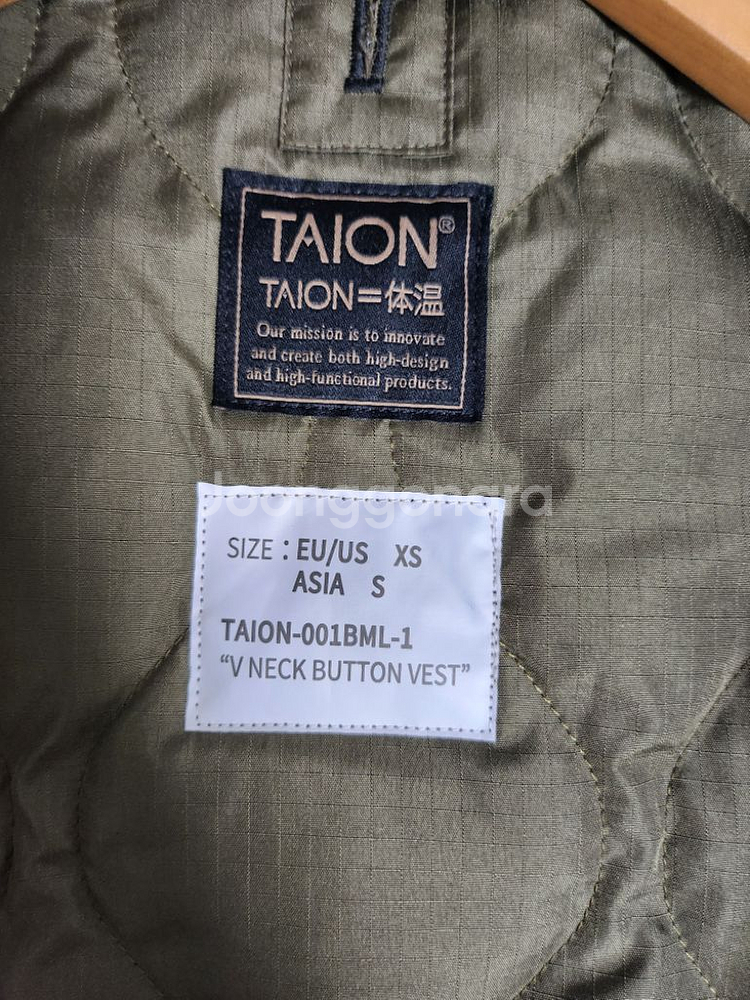 TAION®
TAION=体温
Our mission is to innovate
and create both high-design
and high-functional products.
Joonggonara
SIZE : EU/US XS
ASIA S
TAION-001BML-1
“V NECK BUTTON VEST”